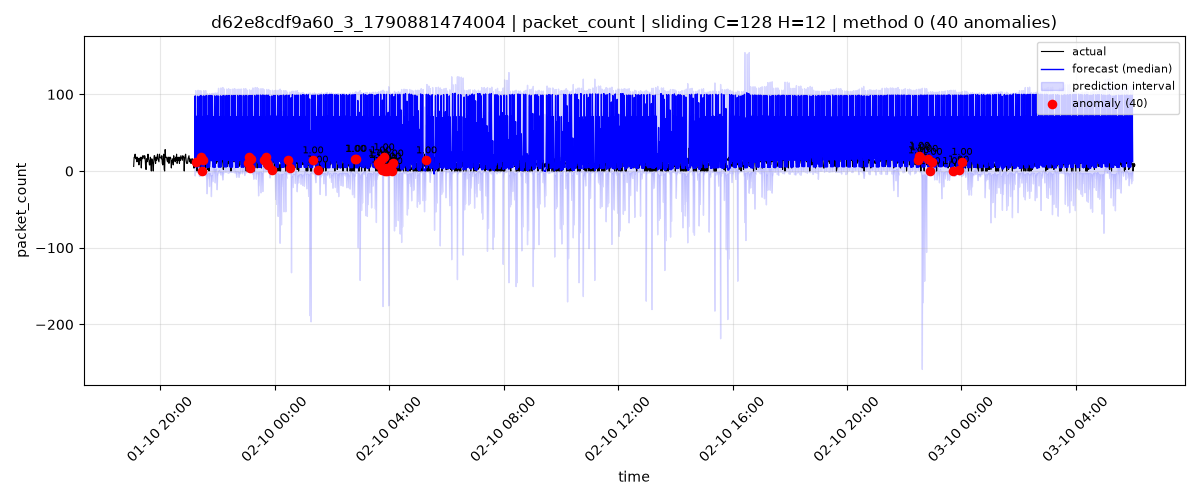 d62e8cdf9a60_3_1790881474004 | packet_count | sliding C=128 H=12 | method 0 (40 anomalies)
actual
forecast (median)
prediction interval
anomaly (40)
packet_count
100
0
−100
−200
1.00
1.00
1.00
1.00
01-10 20:00
02-10 00:00
02-10 04:00
02-10 08:00
02-10 12:00
02-10 16:00
02-10 20:00
03-10 00:00
03-10 04:00
time